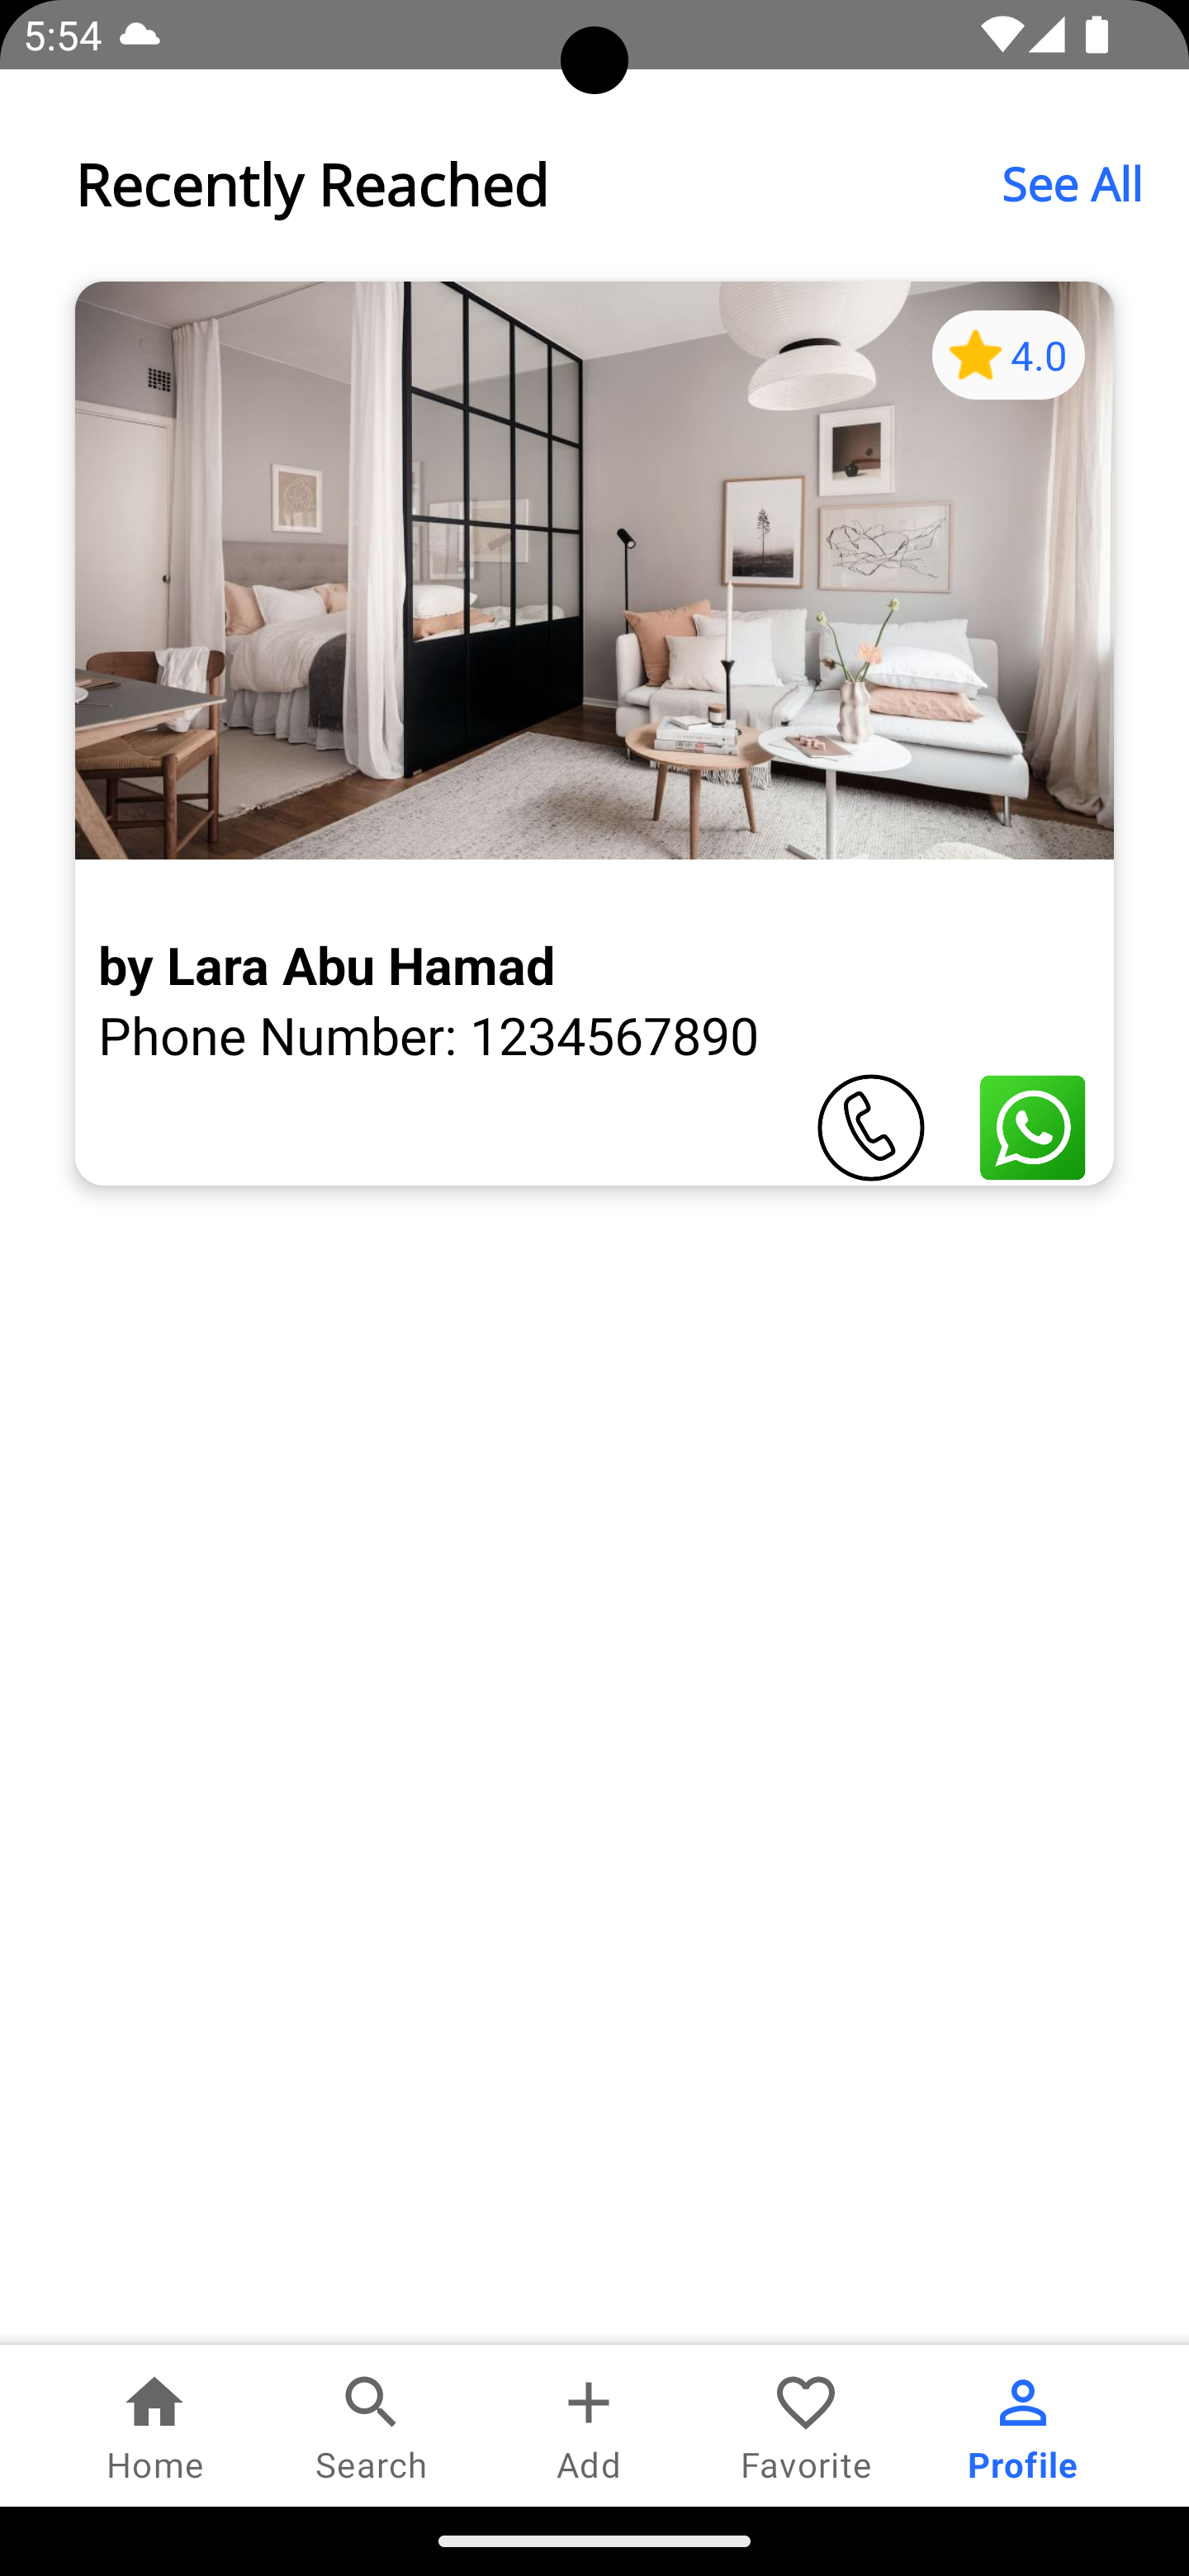 5:54
Recently Reached
See All
4.0
by Lara Abu Hamad
Phone Number: 1234567890
Home
Search
Add
Favorite
Profile